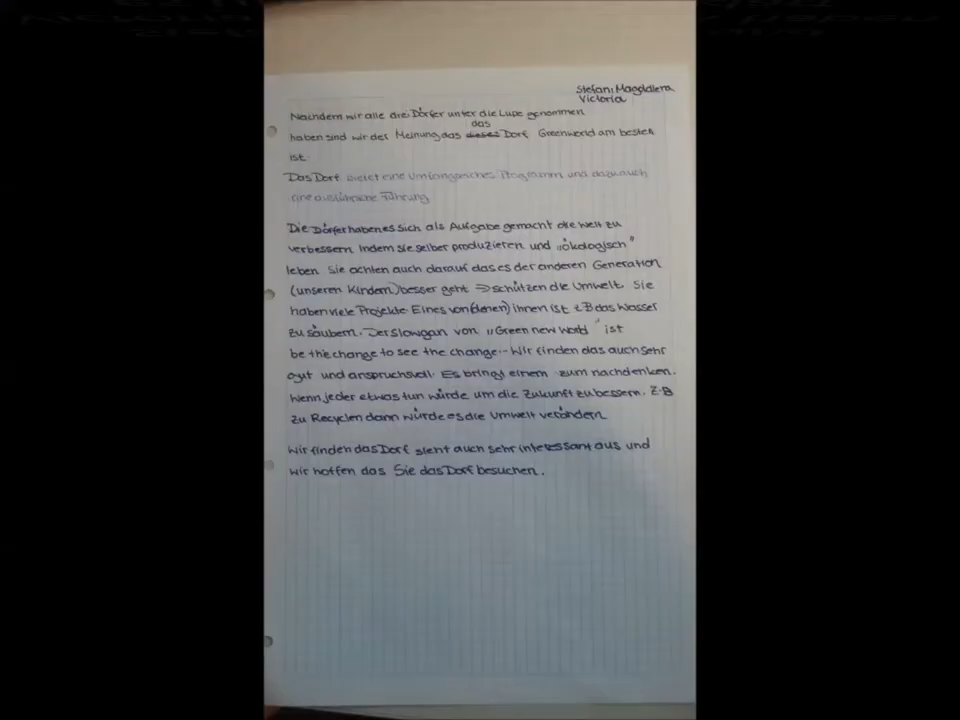 Stefani Magdalena
Victoria
Nachdem wir alle drei Dörfer unter die Lupe genommen
das
haben sind wir der Meinung das dieses Dorf Greenworld am besten
ist.
Das Dorf bietet eine Umfangreiches Programm und dazu auch
eine ausführliche Führung
Die Dörfer haben es sich als Aufgabe gemacht die welt zu
verbessern Indem sie selber produzieren und „ökologisch"
leben Sie achten auch darauf das es der anderen Generation
(unseren Kindern) besser geht => schützen die Umwelt. Sie
haben viele Projekte. Eines von (denen) ihnen ist z.B das Wasser
zu säubern. Der Slowgan von „Green new World" ist
be the change to see the change.. Wir finden das auch sehr
gut und anspruchsvoll. Es bringt einem zum nachdenken.
Wenn jeder etwas tun würde um die Zukunft zu bessern. Z.B
zu Recyclen dann würde es die Umwelt verändern
Wir finden das Dorf sieht auch sehr interessant aus und
wir hoffen das Sie das Dorf besuchen.